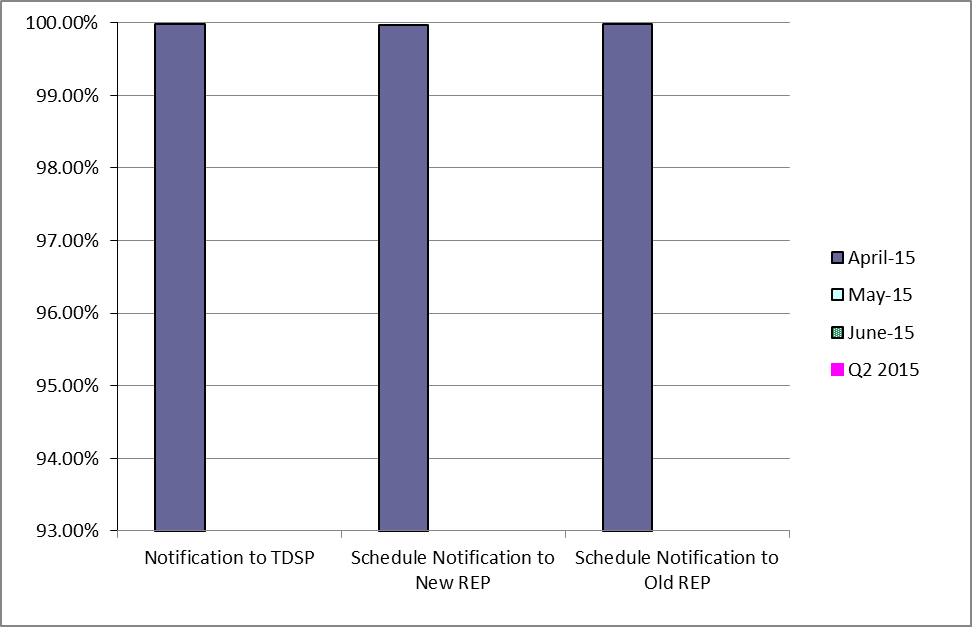 100.00%
99.00%
98.00%
97.00%
96.00%
95.00%
94.00%
93.00%
Notification to TDSP
Schedule Notification to
New REP
Schedule Notification to
Old REP
April-15
May-15
June-15
Q2 2015